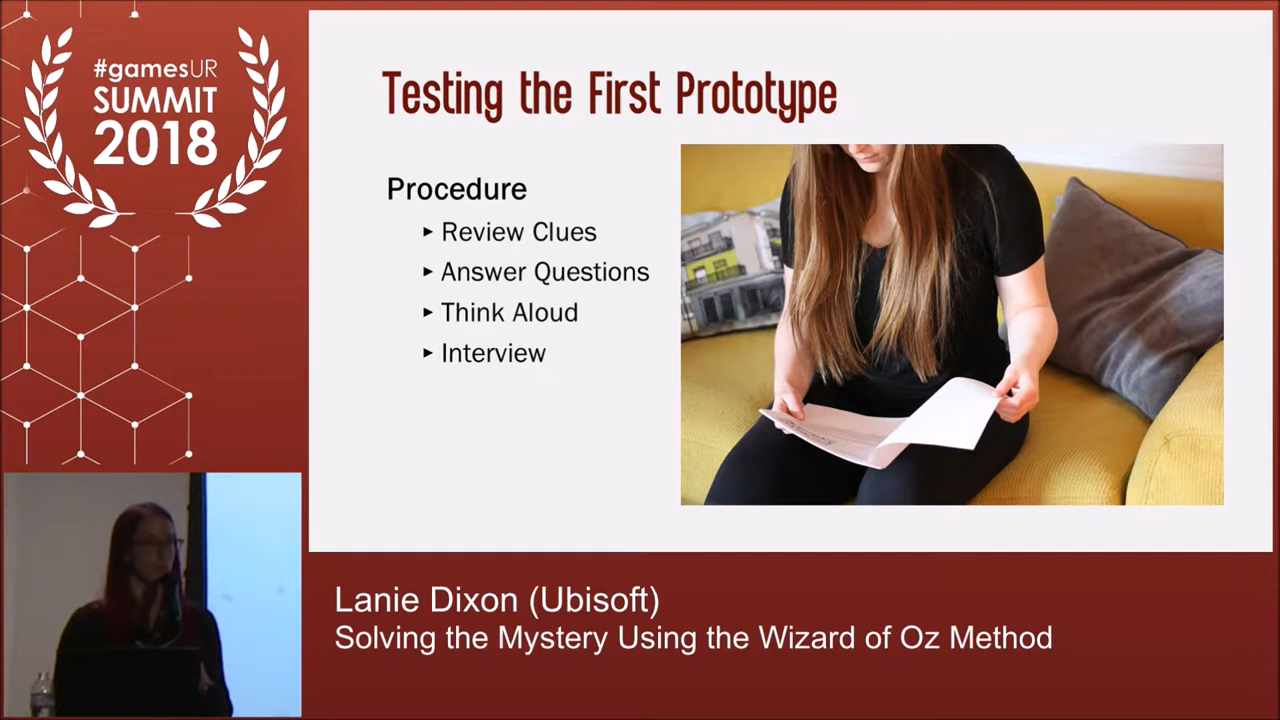 #gamesUR
SUMMIT
2018
Testing the First Prototype
Procedure
▸ Review Clues
▸ Answer Questions
▸ Think Aloud
▸ Interview
Lanie Dixon (Ubisoft)
Solving the Mystery Using the Wizard of Oz Method